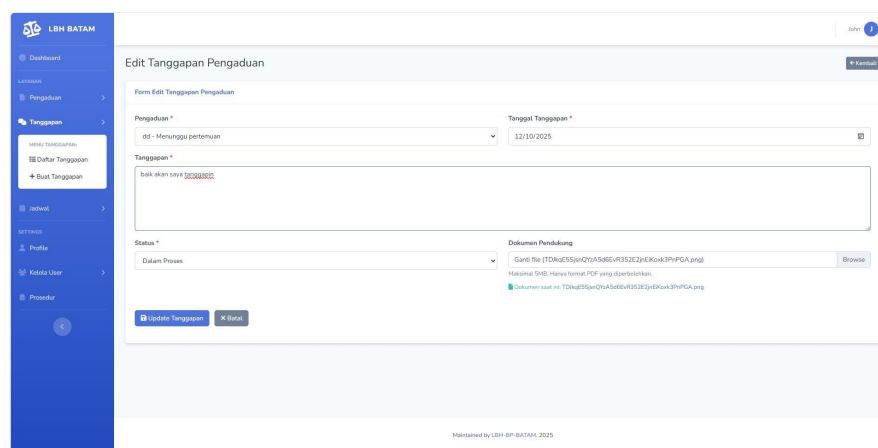 LBH BATAM
John J
Dashboard
LAYANAN
Pengaduan
Tanggapan
MENU TANGGAPAN:
Daftar Tanggapan
Buat Tanggapan
Jadwal
SETTINGS
Profile
Kelola User
Prosedur
Edit Tanggapan Pengaduan
Kembali
Form Edit Tanggapan Pengaduan
Pengaduan *
dd - Menunggu pertemuan
Tanggal Tanggapan *
12/10/2025
Tanggapan *
baik akan saya tanggapin
Status *
Dalam Proses
Dokumen Pendukung
Ganti file (TDJkqE5SjsnQYzA5d6EvR352E2jnEiKoxk3PnPGA.png) Browse
Maksimal 5MB. Hanya format PDF yang diperbolehkan.
Dokumen saat ini: TDJkqE5SjsnQYzA5d6EvR352E2jnEiKoxk3PnPGA.png
Update Tanggapan
Batal
Maintained by LBH-BP-BATAM. 2025